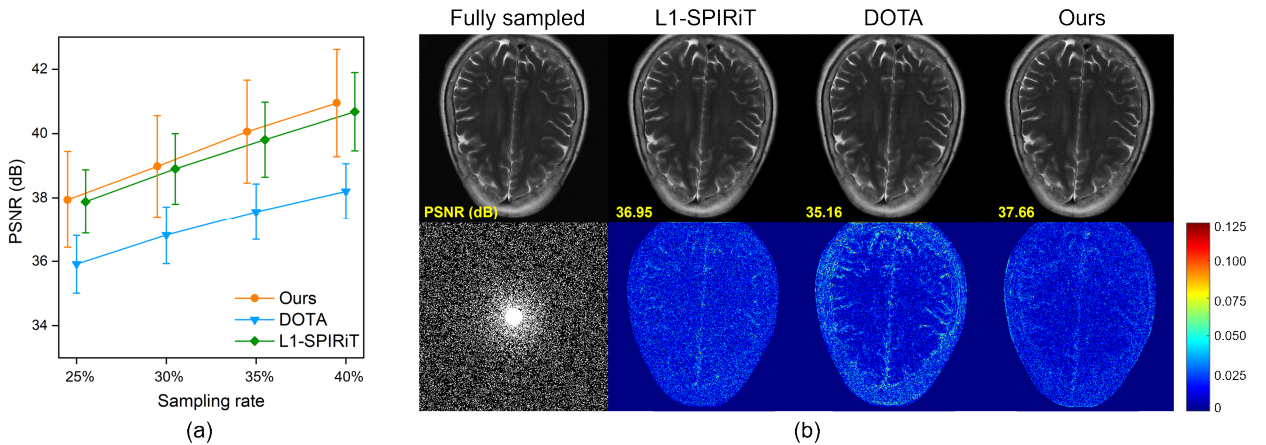 Fully sampled L1-SPIRiT DOTA Ours
42
40
38
36
34
PSNR (dB)
Ours
DOTA
L1-SPIRiT
25% 30% 35% 40%
Sampling rate
(a)
PSNR (dB) 36.95 35.16 37.66
0.125
0.100
0.075
0.050
0.025
0
(b)